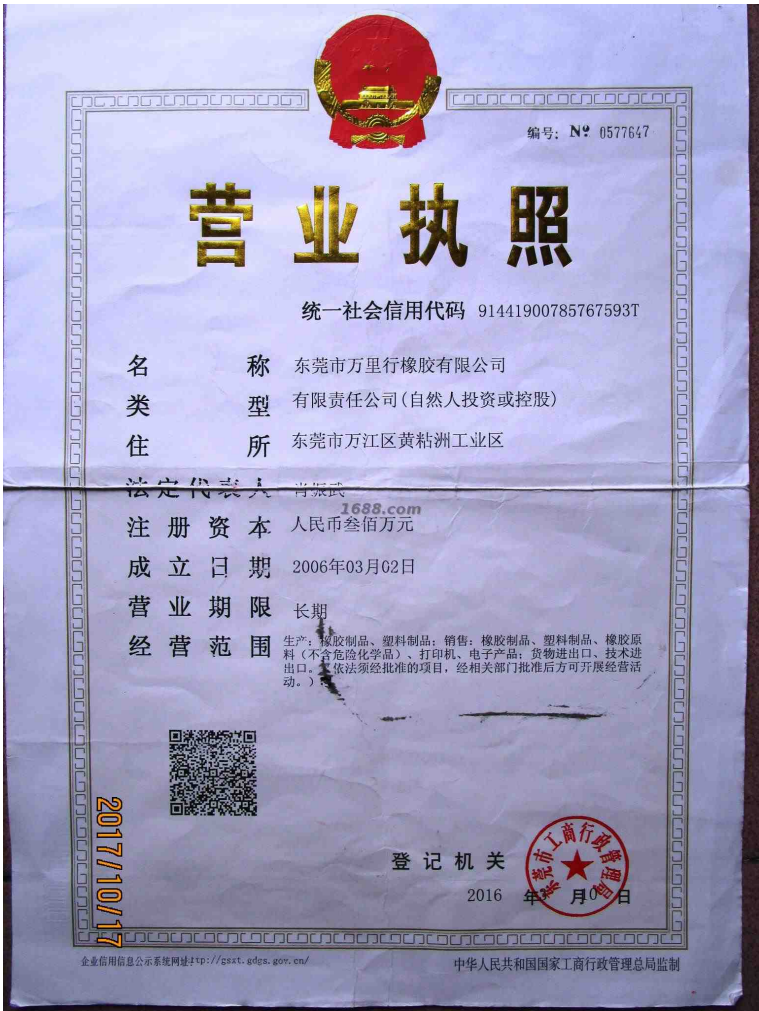 编号: Nº 0577647
营业执照
统一社会信用代码 91441900785767593T
名称 东莞市万里行橡胶有限公司
类型 有限责任公司(自然人投资或控股)
住所 东莞市万江区黄粘洲工业区
法定代表人 肖振武
1688.com
注册资本 人民币叁佰万元
成立日期 2006年03月02日
营业期限 长期
经营范围 生产：橡胶制品、塑料制品；销售：橡胶制品、塑料制品、橡胶原
料（不含危险化学品）、打印机、电子产品；货物进出口、技术进
出口。（依法须经批准的项目，经相关部门批准后方可开展经营活
动。）
2017/10/17
登记机关
东莞市工商行政管理局
2016 年3月10日
企业信用信息公示系统网址http://gsxt.gdgs.gov.cn/
中华人民共和国国家工商行政管理总局监制